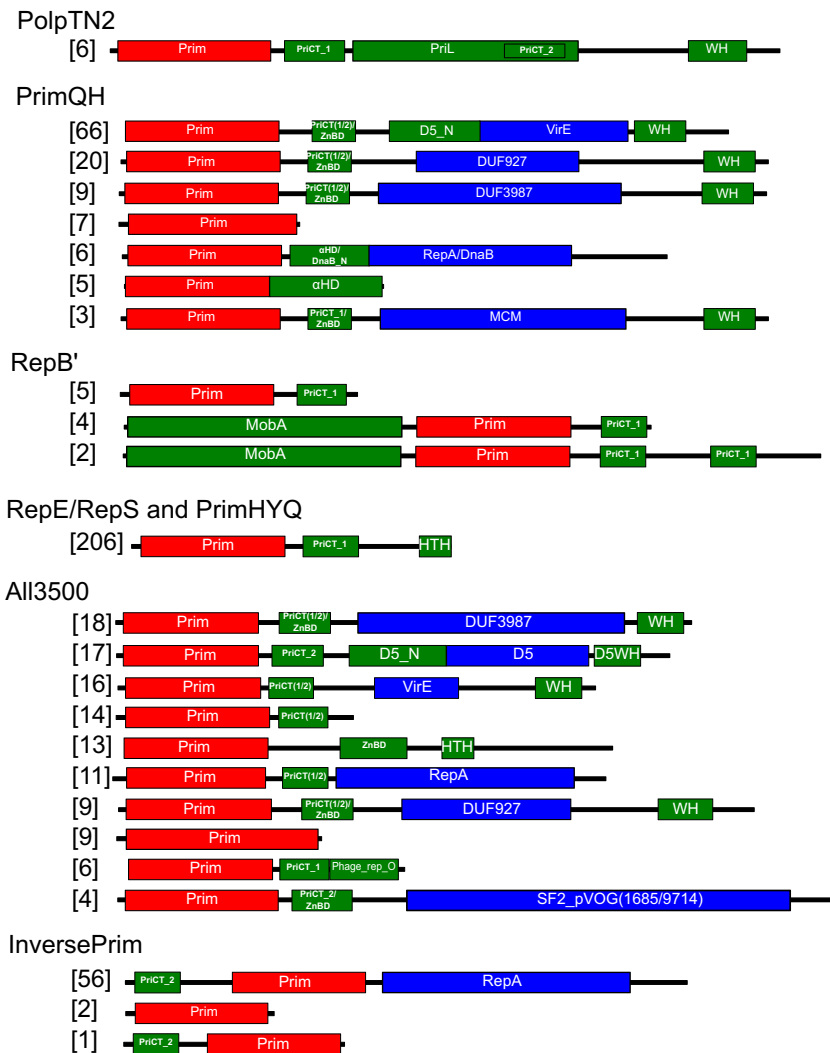 PolpTN2
[6] Prim PriCT_1 PriL PriCT_2 WH
PrimQH
[66] Prim PriCT(1/2)/ ZnBD D5_N VirE WH
[20] Prim PriCT(1/2)/ ZnBD DUF927 WH
[9] Prim PriCT(1/2)/ ZnBD DUF3987 WH
[7] Prim
[6] Prim αHD/ DnaB_N RepA/DnaB
[5] Prim αHD
[3] Prim PriCT_1/ ZnBD MCM WH
RepB'
[5] Prim PriCT_1
[4] MobA Prim PriCT_1
[2] MobA Prim PriCT_1 PriCT_1
RepE/RepS and PrimHYQ
[206] Prim PriCT_1 HTH
All3500
[18] Prim PriCT(1/2)/ ZnBD DUF3987 WH
[17] Prim PriCT_2 D5_N D5 D5WH
[16] Prim PriCT(1/2) VirE WH
[14] Prim PriCT(1/2)
[13] Prim ZnBD HTH
[11] Prim PriCT(1/2) RepA
[9] Prim PriCT(1/2)/ ZnBD DUF927 WH
[9] Prim
[6] Prim PriCT_1 Phage_rep_O
[4] Prim PriCT_2/ ZnBD SF2_pVOG(1685/9714)
InversePrim
[56] PriCT_2 Prim RepA
[2] Prim
[1] PriCT_2 Prim